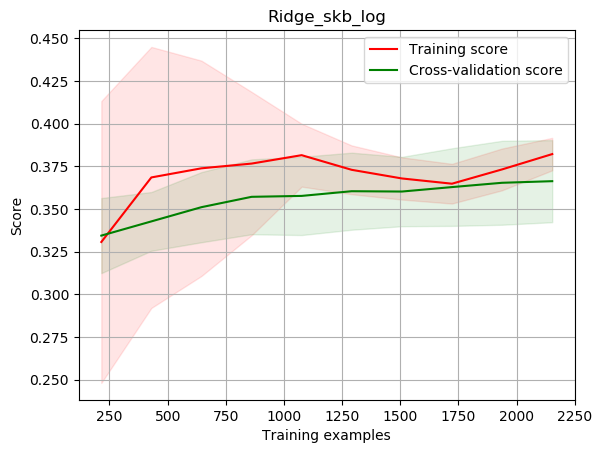 Ridge_skb_log
0.450
0.425
0.400
0.375
0.350
0.325
0.300
0.275
0.250
Score
Training score
Cross-validation score
250 500 750 1000 1250 1500 1750 2000 2250
Training examples